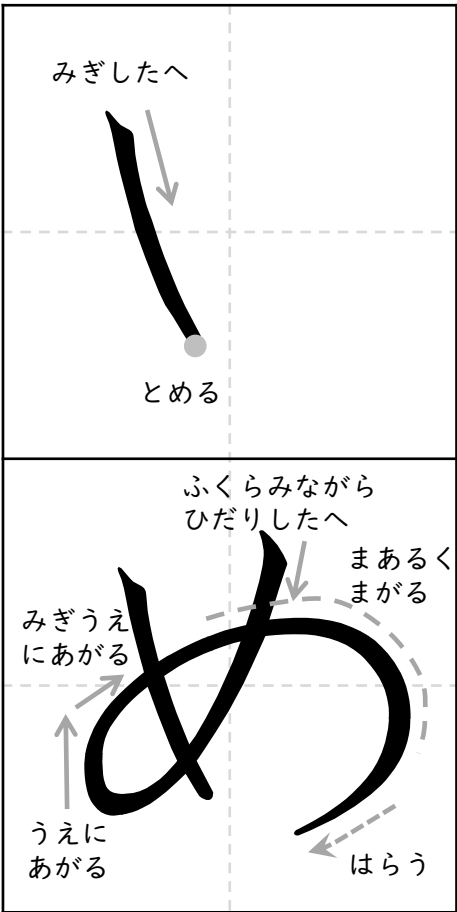 みぎしたへ
とめる
ふくらみながら
ひだりしたへ
まあるく
まがる
みぎうえ
にあがる
め
うえに
あがる
はらう